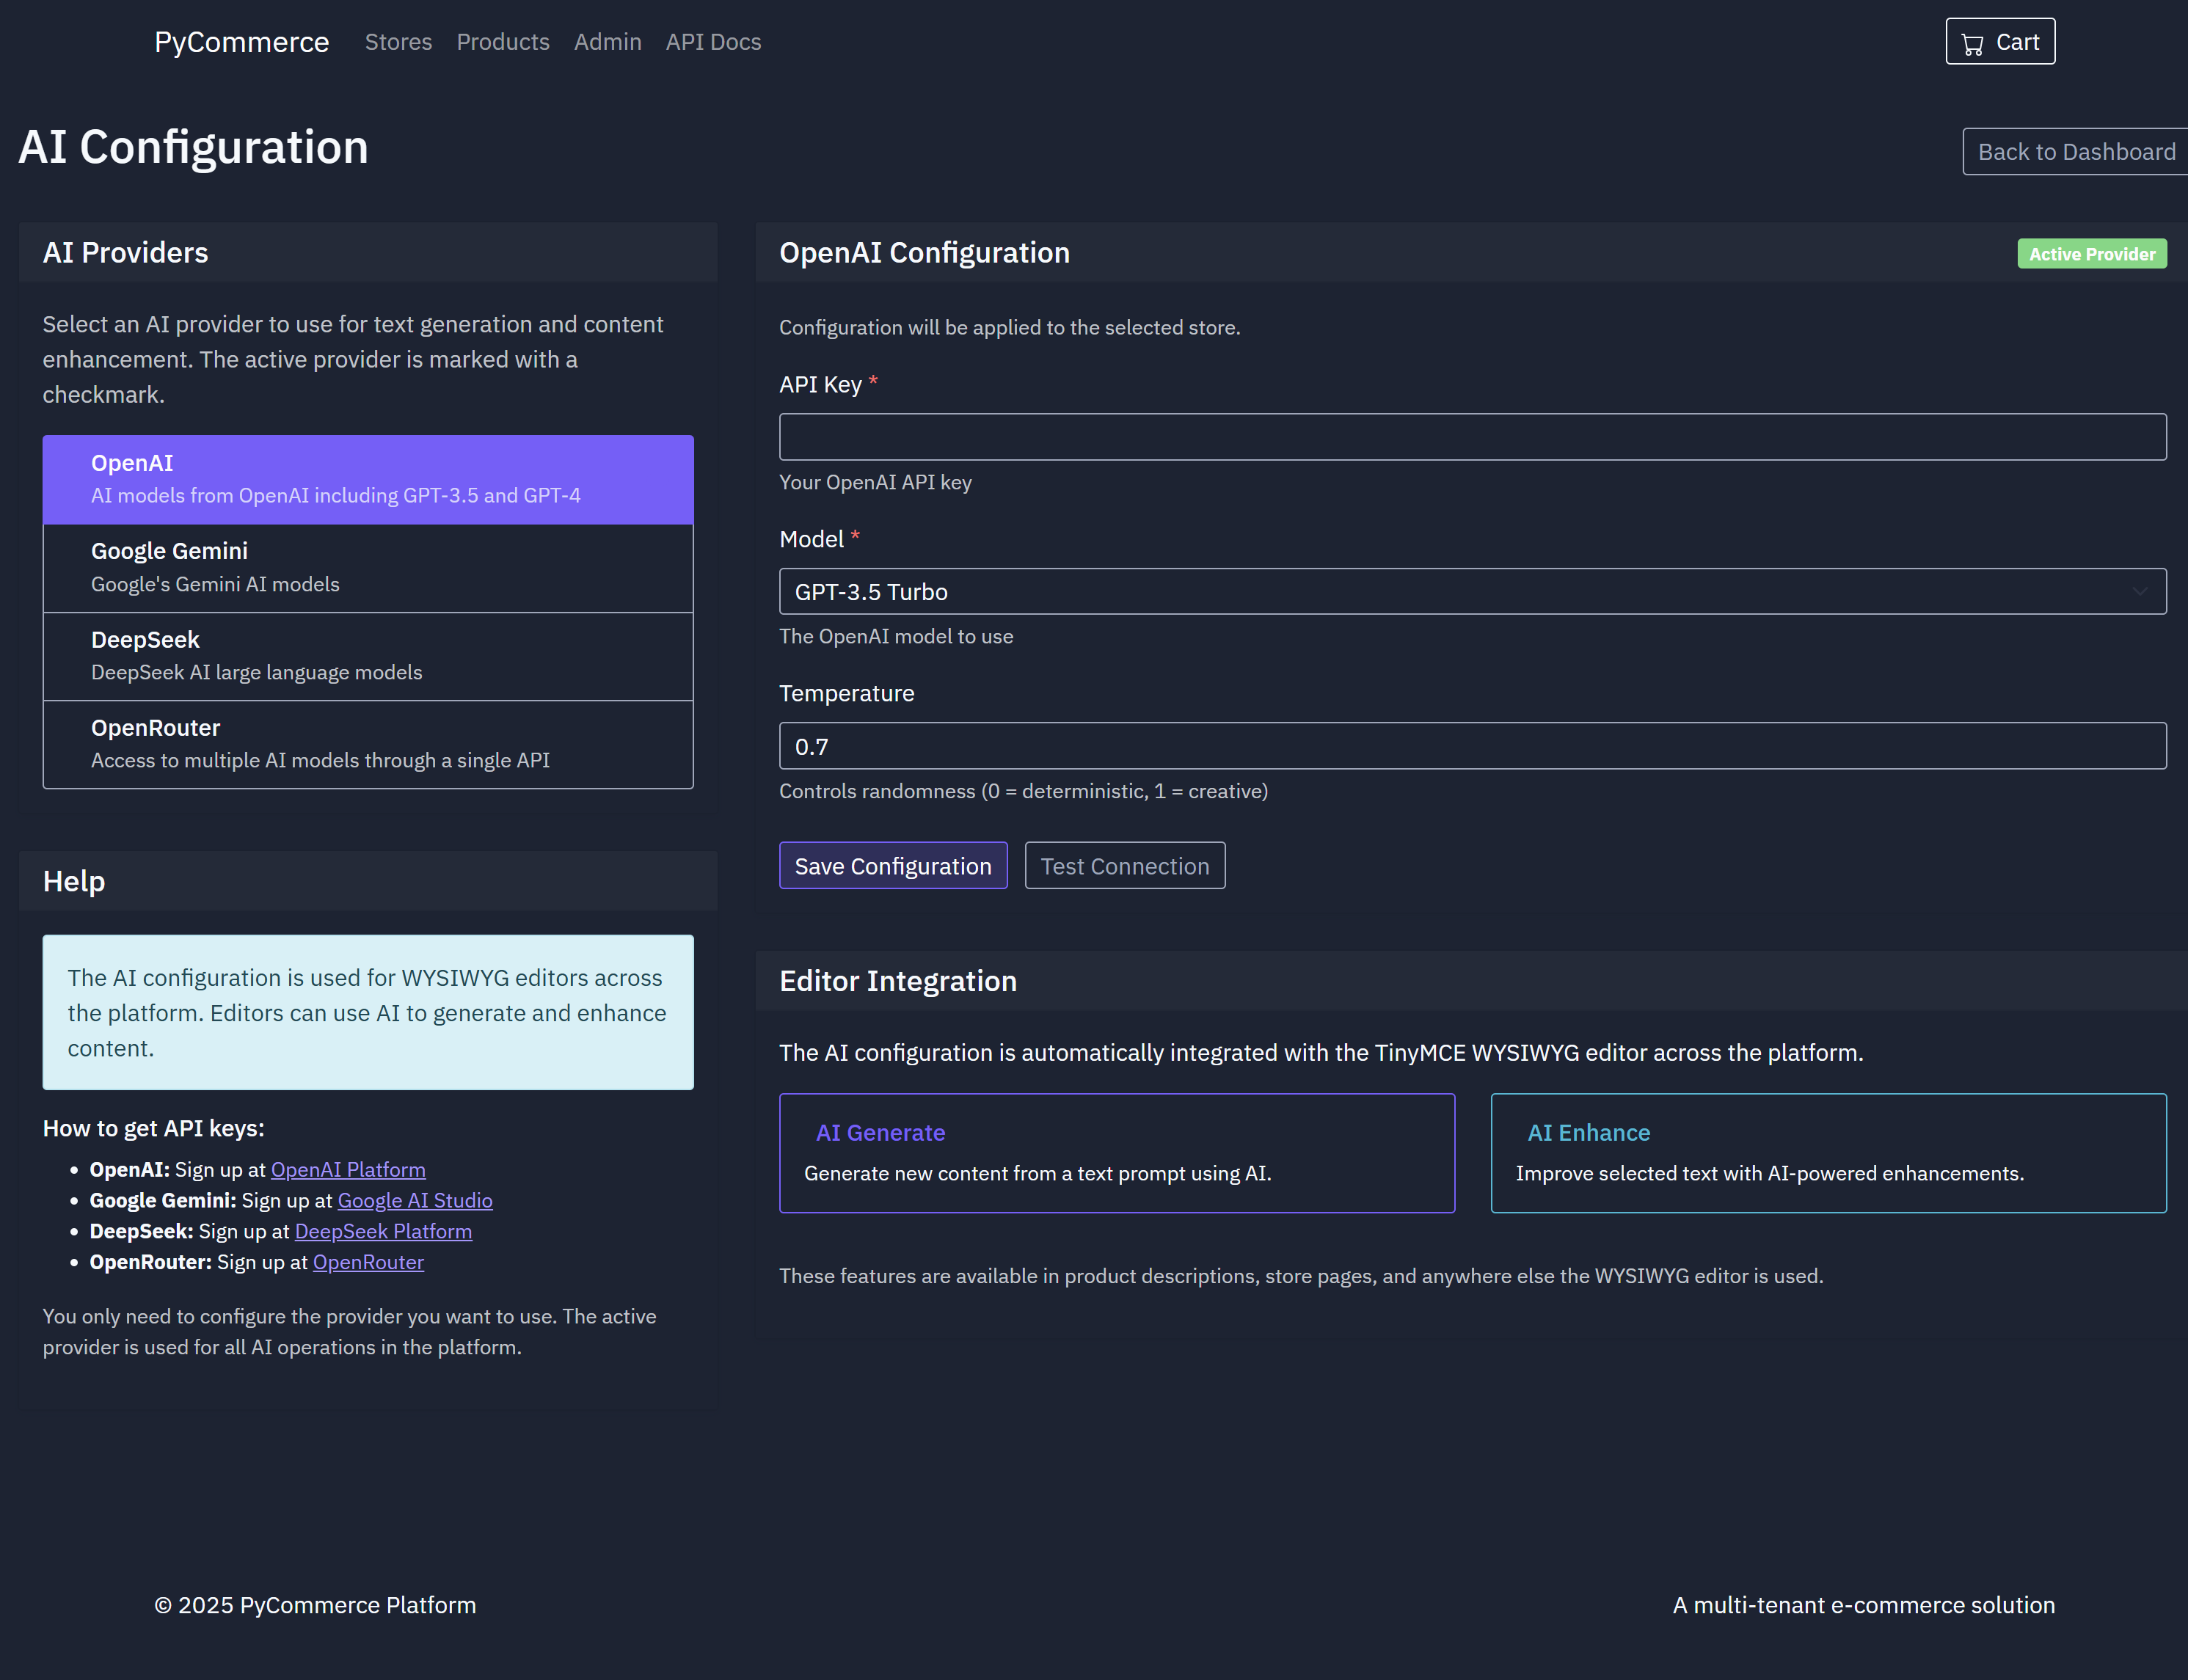 PyCommerce Stores Products Admin API Docs Cart
AI Configuration
Back to Dashboard
AI Providers
Select an AI provider to use for text generation and content
enhancement. The active provider is marked with a
checkmark.
OpenAI
AI models from OpenAI including GPT-3.5 and GPT-4
Google Gemini
Google's Gemini AI models
DeepSeek
DeepSeek AI large language models
OpenRouter
Access to multiple AI models through a single API
Help
The AI configuration is used for WYSIWYG editors across
the platform. Editors can use AI to generate and enhance
content.
How to get API keys:
• OpenAI: Sign up at OpenAI Platform
• Google Gemini: Sign up at Google AI Studio
• DeepSeek: Sign up at DeepSeek Platform
• OpenRouter: Sign up at OpenRouter
You only need to configure the provider you want to use. The active
provider is used for all AI operations in the platform.
OpenAI Configuration
Active Provider
Configuration will be applied to the selected store.
API Key *
Your OpenAI API key
Model *
GPT-3.5 Turbo
The OpenAI model to use
Temperature
0.7
Controls randomness (0 = deterministic, 1 = creative)
Save Configuration
Test Connection
Editor Integration
The AI configuration is automatically integrated with the TinyMCE WYSIWYG editor across the platform.
AI Generate
Generate new content from a text prompt using AI.
AI Enhance
Improve selected text with AI-powered enhancements.
These features are available in product descriptions, store pages, and anywhere else the WYSIWYG editor is used.
© 2025 PyCommerce Platform
A multi-tenant e-commerce solution